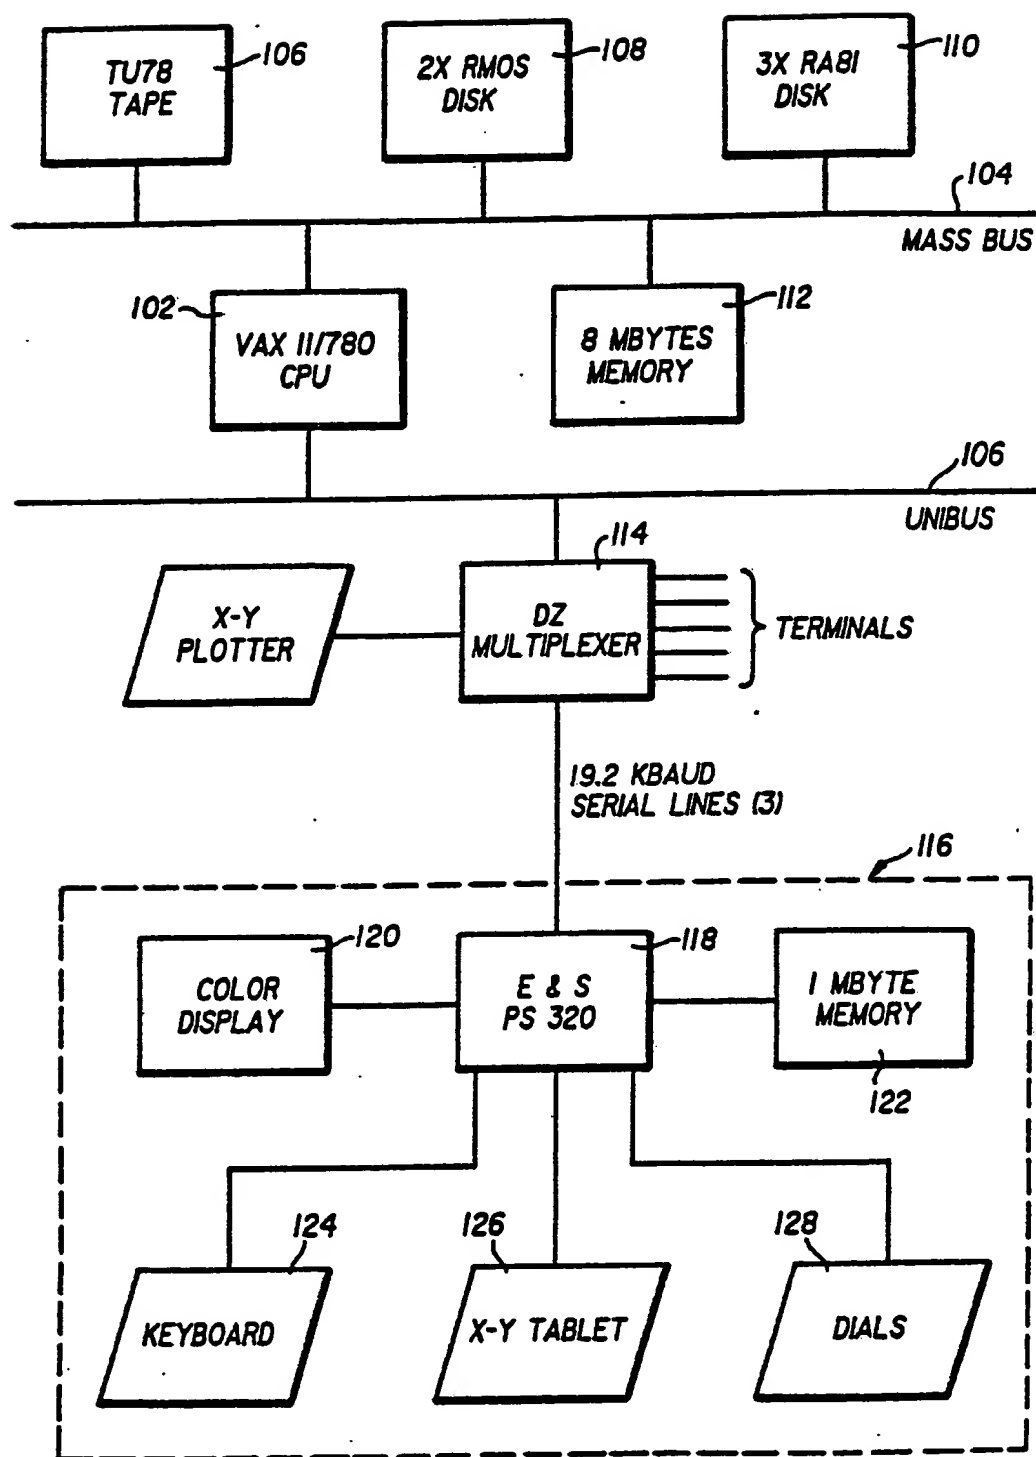 TU78
TAPE
106
2X RMOS
DISK
108
3X RA81
DISK
110
104
MASS BUS
102
VAX 11/780
CPU
112
8 MBYTES
MEMORY
106
UNIBUS
114
X-Y
PLOTTER
DZ
MULTIPLEXER
TERMINALS
19.2 KBAUD
SERIAL LINES (3)
116
120
COLOR
DISPLAY
118
E & S
PS 320
1 MBYTE
MEMORY
122
124
KEYBOARD
126
X-Y TABLET
128
DIALS